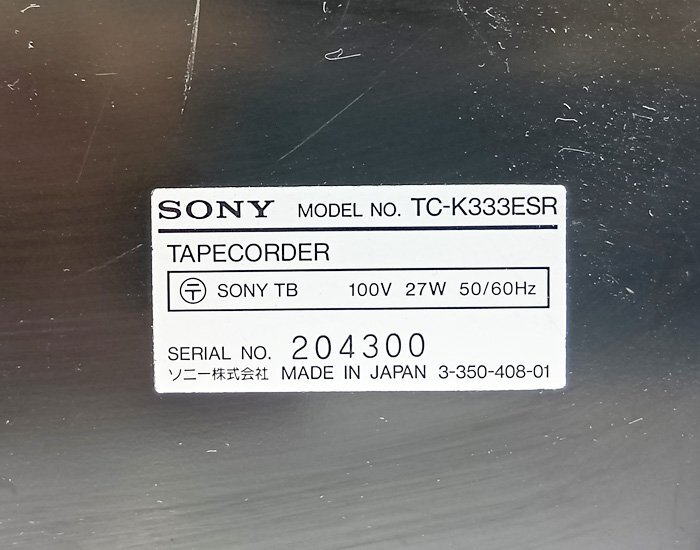 SONY MODEL NO. TC-K333ESR
TAPECORDER
〒 SONY TB 100V 27W 50/60Hz
SERIAL NO. 204300
ソニー株式会社 MADE IN JAPAN 3-350-408-01